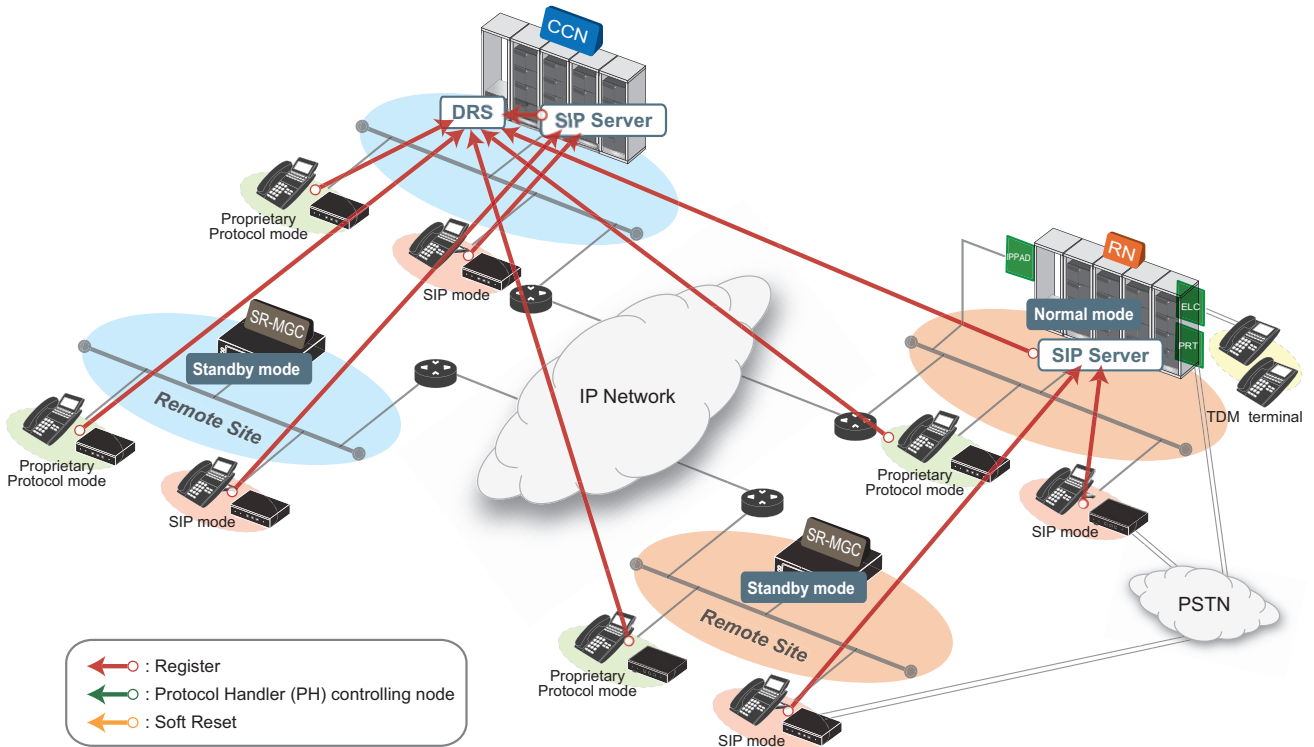 CCN
DRS
SIP Server
Proprietary
Protocol mode
SIP mode
IPPAD
RN
ELC
Normal mode
PRT
SIP Server
TDM terminal
SR-MGC
Standby mode
Remote Site
IP Network
Proprietary
Protocol mode
SIP mode
Proprietary
Protocol mode
SIP mode
SR-MGC
Standby mode
Remote Site
PSTN
Proprietary
Protocol mode
SIP mode
: Register
: Protocol Handler (PH) controlling node
: Soft Reset